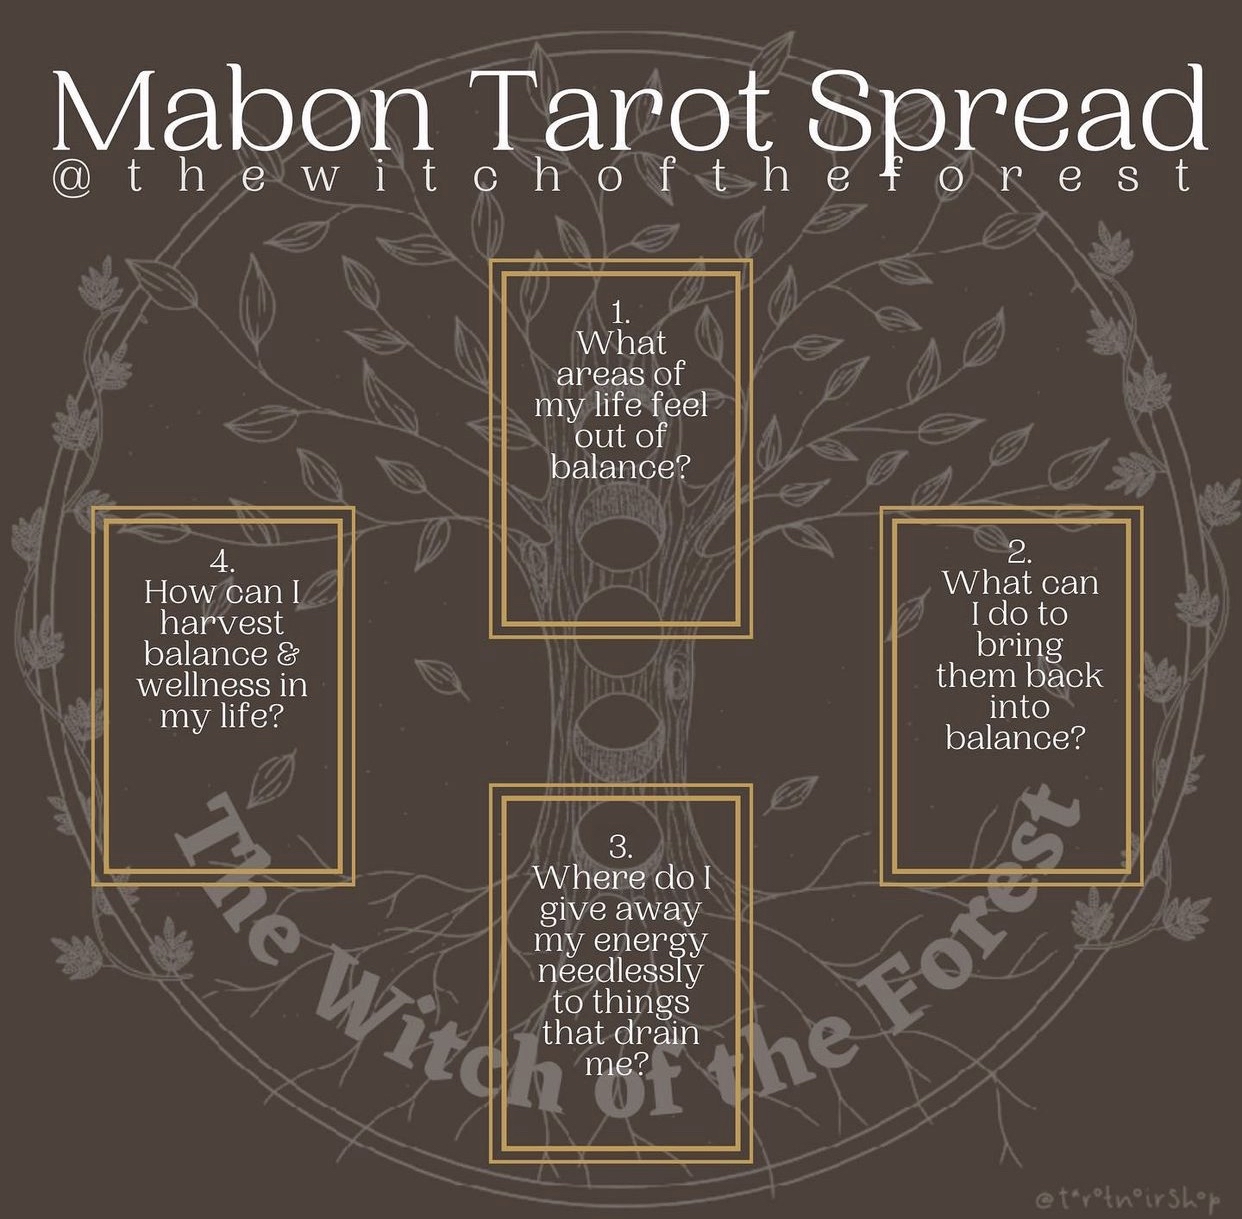 Mabon Tarot Spread
@thewitchoftheforest
1.
What
areas of
my life feel
out of
balance?
2.
What can
I do to
bring
them back
into
balance?
3.
Where do I
give away
my energy
needlessly
to things
that drain
me?
4.
How can I
harvest
balance &
wellness in
my life?
The Witch of the Forest
@tarotnoirshop